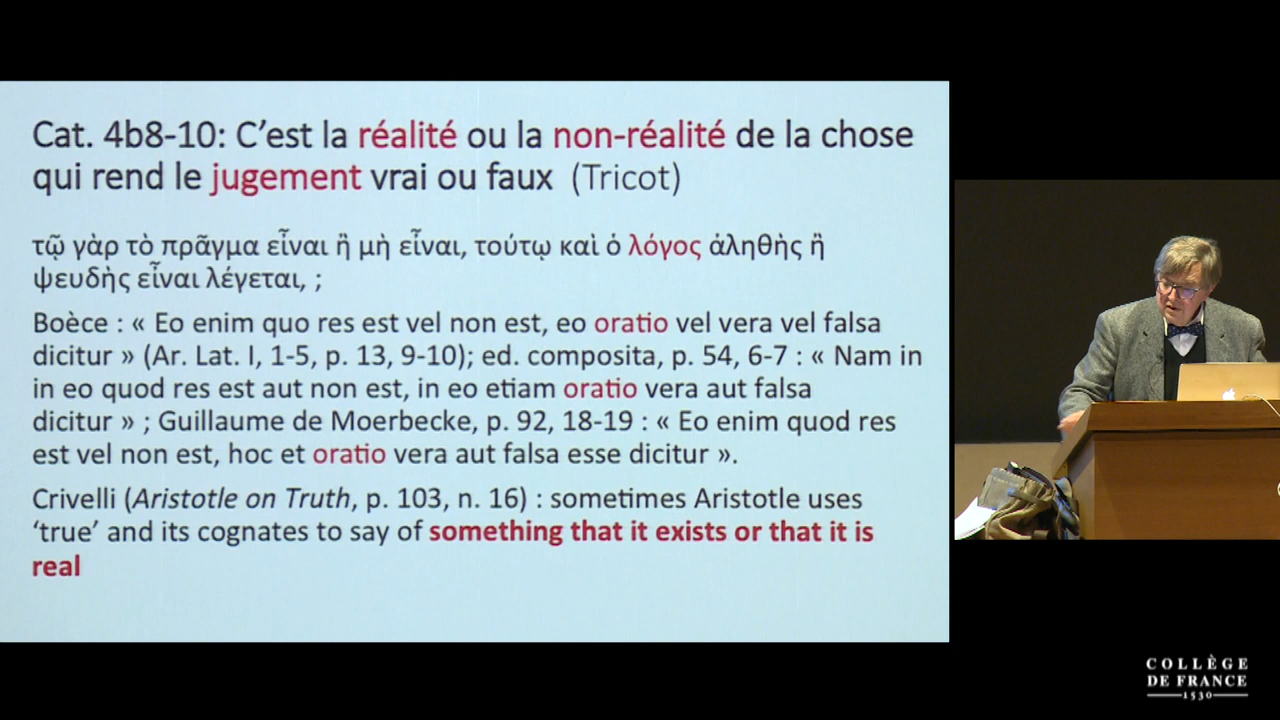 Cat. 4b8-10: C’est la réalité ou la non-réalité de la chose
qui rend le jugement vrai ou faux (Tricot)
τῷ γὰρ τὸ πρᾶγμα εἶναι ἢ μὴ εἶναι, τούτῳ καὶ ὁ λόγος ἀληθὴς ἢ
ψευδὴς εἶναι λέγεται, ;
Boèce : « Eo enim quo res est vel non est, eo oratio vel vera vel falsa
dicitur » (Ar. Lat. I, 1-5, p. 13, 9-10); ed. composita, p. 54, 6-7 : « Nam in
in eo quod res est aut non est, in eo etiam oratio vera aut falsa
dicitur » ; Guillaume de Moerbecke, p. 92, 18-19 : « Eo enim quod res
est vel non est, hoc et oratio vera aut falsa esse dicitur ».
Crivelli (Aristotle on Truth, p. 103, n. 16) : sometimes Aristotle uses
‘true’ and its cognates to say of something that it exists or that it is
real
COLLÈGE
DE FRANCE
1530